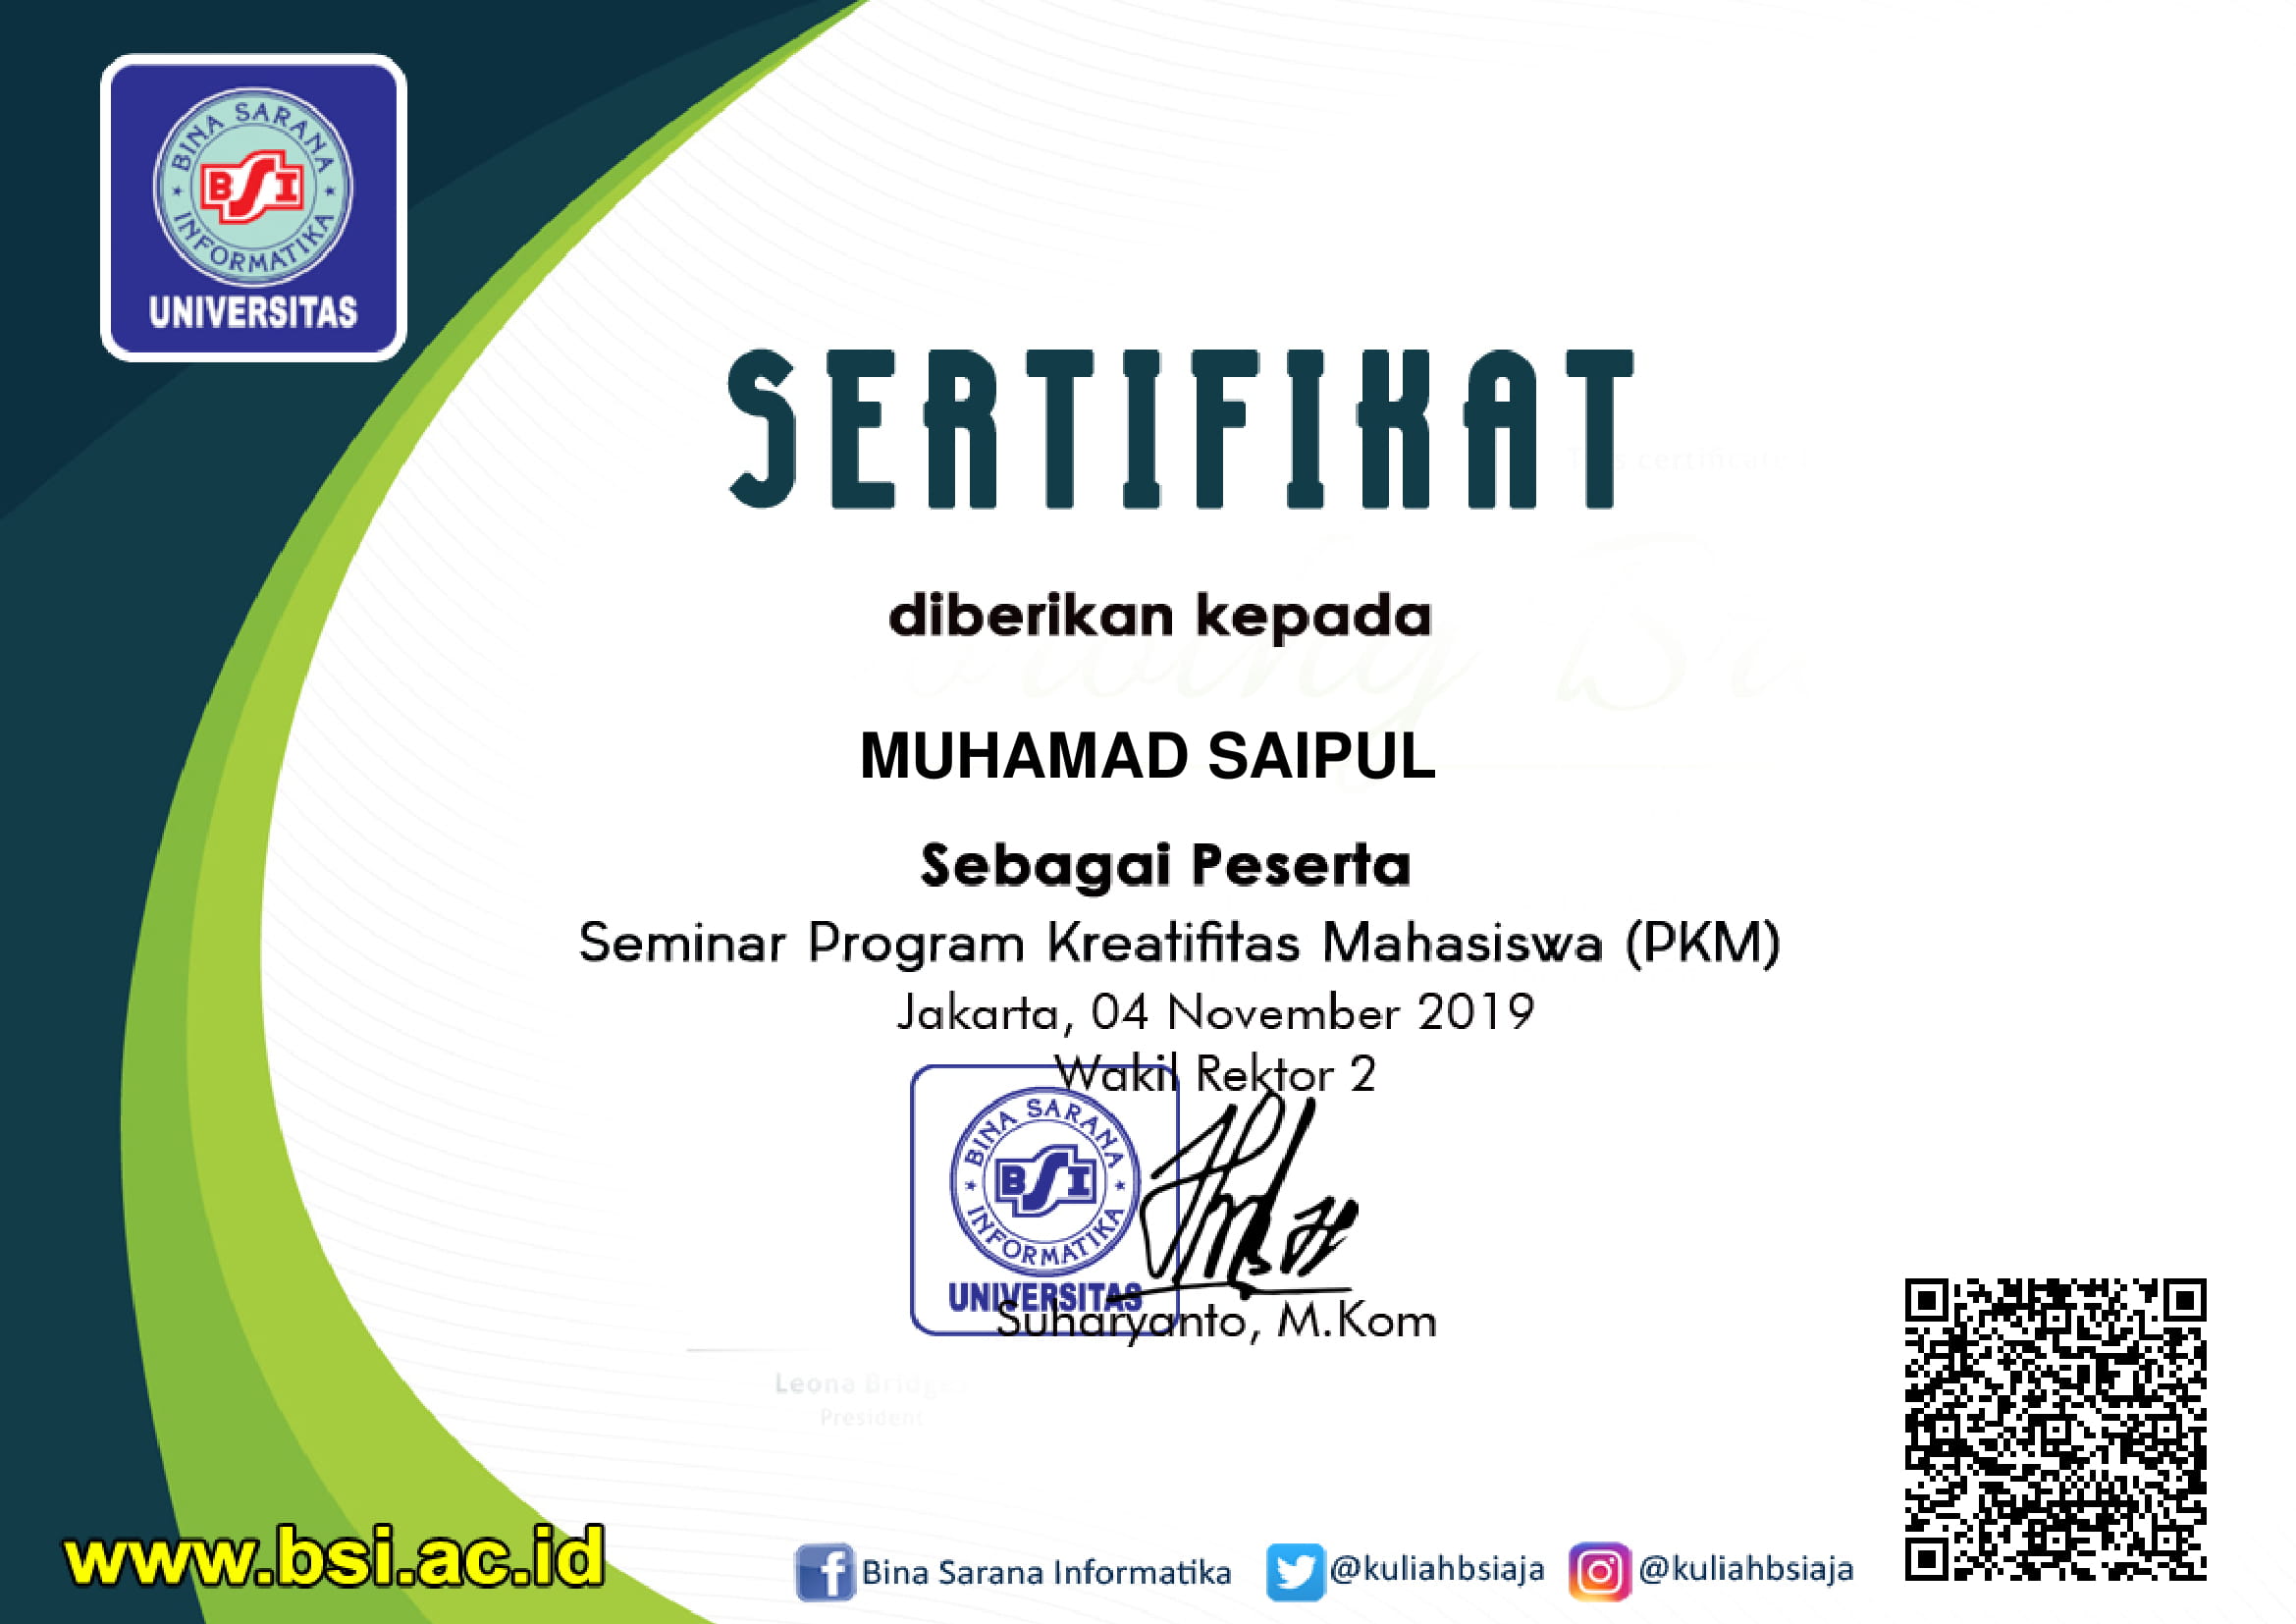 BINA SARANA
BSI
INFORMATIKA
UNIVERSITAS
SERTIFIKAT
diberikan kepada
MUHAMAD SAIPUL
Sebagai Peserta
Seminar Program Kreatifitas Mahasiswa (PKM)
Jakarta, 04 November 2019
Wakil Rektor 2
BINA SARANA
BSI
INFORMATIKA
UNIVERSITAS
Suharyanto, M.Kom
Leona
President
www.bsi.ac.id
Bina Sarana Informatika
@kuliahbsiaja
@kuliahbsiaja